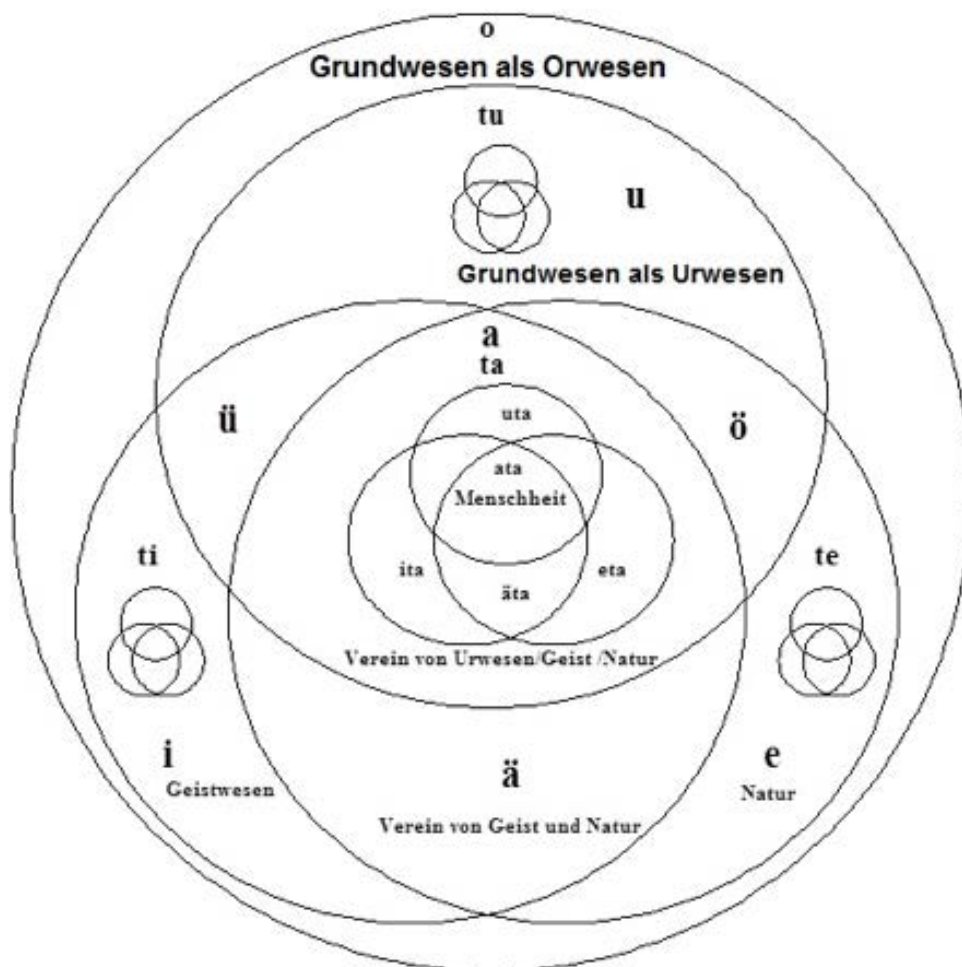 o
Grundwesen als Orwesen
tu
u
Grundwesen als Urwesen
a
ta
ü
ö
uta
ata
Menschheit
ti
te
ita
eta
äta
Verein von Urwesen/Geist /Natur
i
ä
e
Geistwesen
Natur
Verein von Geist und Natur